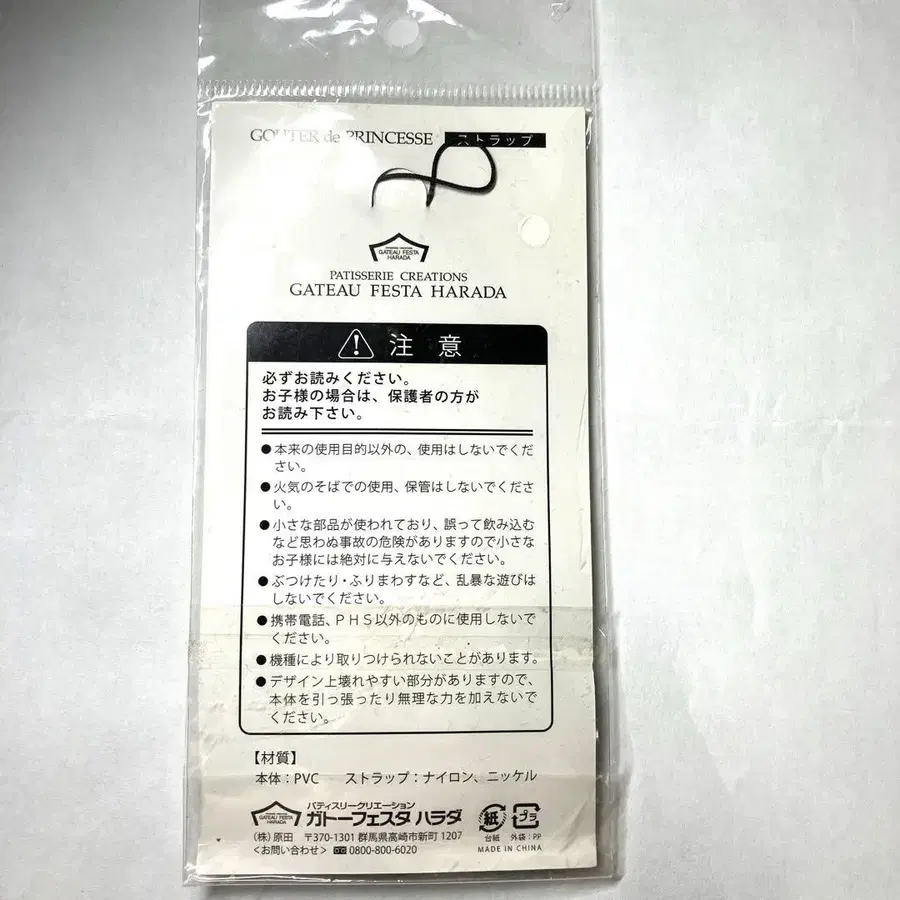 GOUTER de PRINCESSE ストラップ
PATISSERIE CREATIONS
GATEAU FESTA
HARADA
PATISSERIE CREATIONS
GATEAU FESTA HARADA
注意
必ずお読みください。
お子様の場合は、保護者の方が
お読み下さい。
●本来の使用目的以外の、使用はしないでくだ
さい。
●火気のそばでの使用、保管はしないでくださ
い。
●小さな部品が使われており、誤って飲み込む
など思わぬ事故の危険がありますので小さな
お子様には絶対に与えないでください。
●ぶつけたり・ふりまわすなど、乱暴な遊びは
しないでください。
●携帯電話、PHS以外のものに使用しないで
ください。
●機種により取りつけられないことがあります。
●デザイン上壊れやすい部分がありますので、
本体を引っ張ったり無理な力を加えないで
ください。
【材質】
本体：PVC ストラップ：ナイロン、ニッケル
GATEAU FESTA
HARADA
パティスリークリエーション
ガトーフェスタ ハラダ
(株)原田 〒370-1301 群馬県高崎市新町 1207
<お問い合わせ> 0800-800-6020
紙
台紙
プラ
外袋：PP
MADE IN CHINA